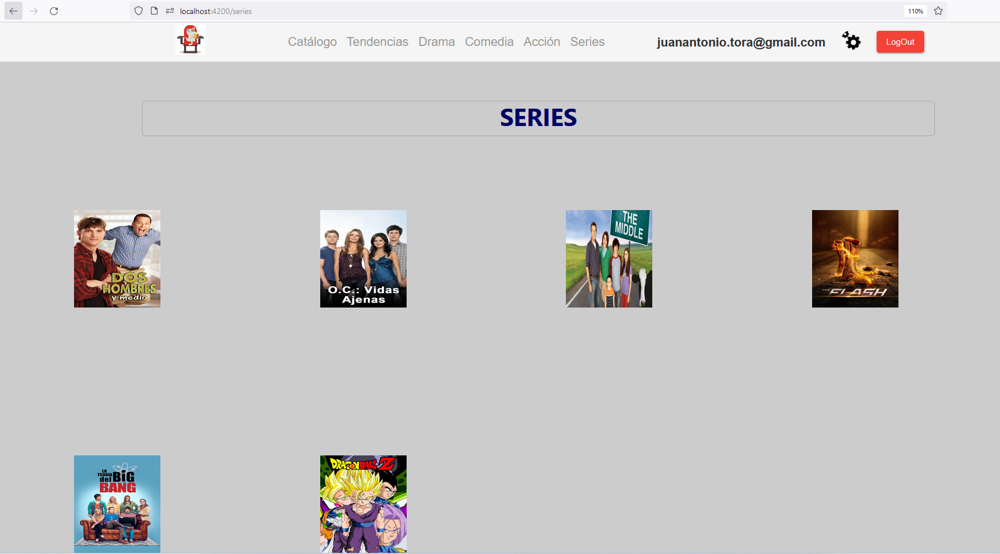 localhost:4200/series
110%
Catálogo Tendencias Drama Comedia Acción Series
juanantonio.tora@gmail.com
LogOut
SERIES
DOS
HOMBRES
y medio
O.C.: Vidas
Ajenas
THE
MIDDLE
THE
FLASH
LA
TEORIA
del BIG
BANG
DRAGON BALL Z